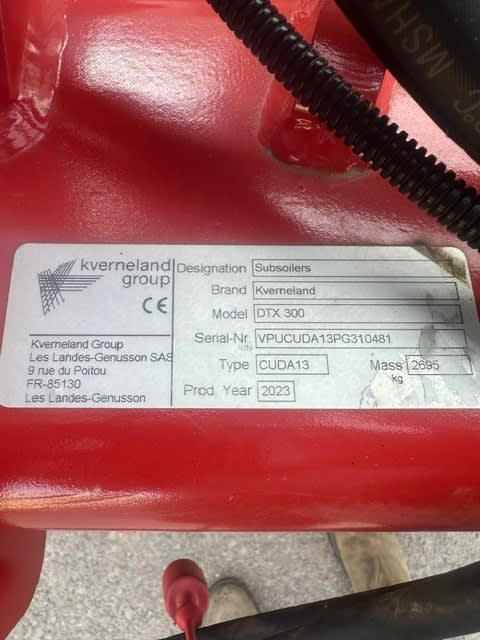 MSHA
kverneland
group
CE
Kverneland Group
Les Landes-Genusson SAS
9 rue du Poitou
FR-85130
Les Landes-Genusson
Designation Subsoilers
Brand Kverneland
Model DTX 300
Serial-Nr. VPUCUDA13PG310481
Type CUDA13 Mass 2695
kg
Prod. Year 2023